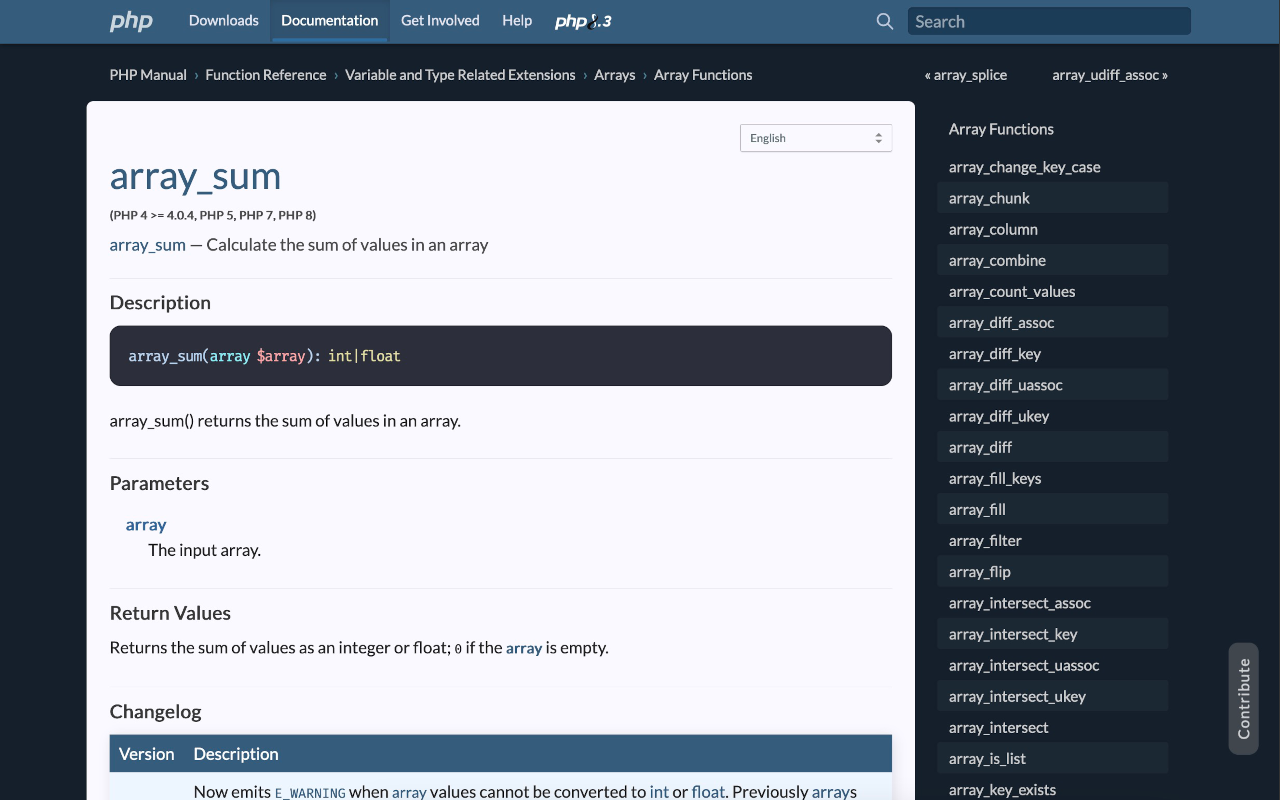 php Downloads Documentation Get Involved Help php 8.3 Search
PHP Manual › Function Reference › Variable and Type Related Extensions › Arrays › Array Functions « array_splice array_udiff_assoc »
English
array_sum
(PHP 4 >= 4.0.4, PHP 5, PHP 7, PHP 8)
array_sum — Calculate the sum of values in an array
Description
array_sum(array $array): int|float
array_sum() returns the sum of values in an array.
Parameters
array
The input array.
Return Values
Returns the sum of values as an integer or float; 0 if the array is empty.
Changelog
Version Description
Now emits E_WARNING when array values cannot be converted to int or float. Previously arrays
Array Functions
array_change_key_case
array_chunk
array_column
array_combine
array_count_values
array_diff_assoc
array_diff_key
array_diff_uassoc
array_diff_ukey
array_diff
array_fill_keys
array_fill
array_filter
array_flip
array_intersect_assoc
array_intersect_key
array_intersect_uassoc
array_intersect_ukey
array_intersect
array_is_list
array_key_exists
Contribute